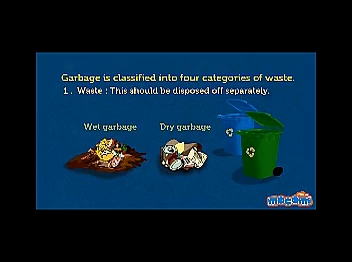 Garbage is classified into four categories of waste.
1. Waste : This should be disposed off separately.
Wet garbage
Dry garbage
mocomi